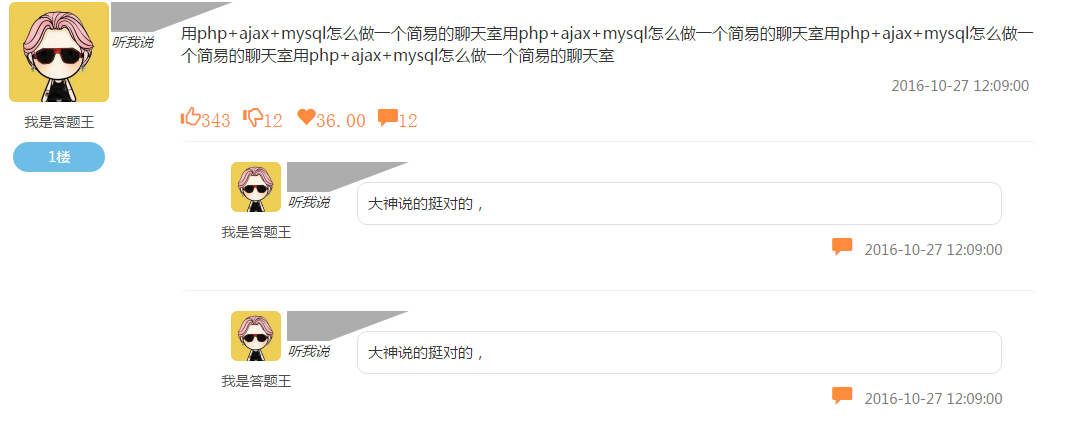 听我说
用php+ajax+mysql怎么做一个简易的聊天室用php+ajax+mysql怎么做一个简易的聊天室用php+ajax+mysql怎么做一
个简易的聊天室用php+ajax+mysql怎么做一个简易的聊天室
2016-10-27 12:09:00
我是答题王
343 12 36.00 12
1楼
听我说
大神说的挺对的，
我是答题王
2016-10-27 12:09:00
听我说
大神说的挺对的，
我是答题王
2016-10-27 12:09:00